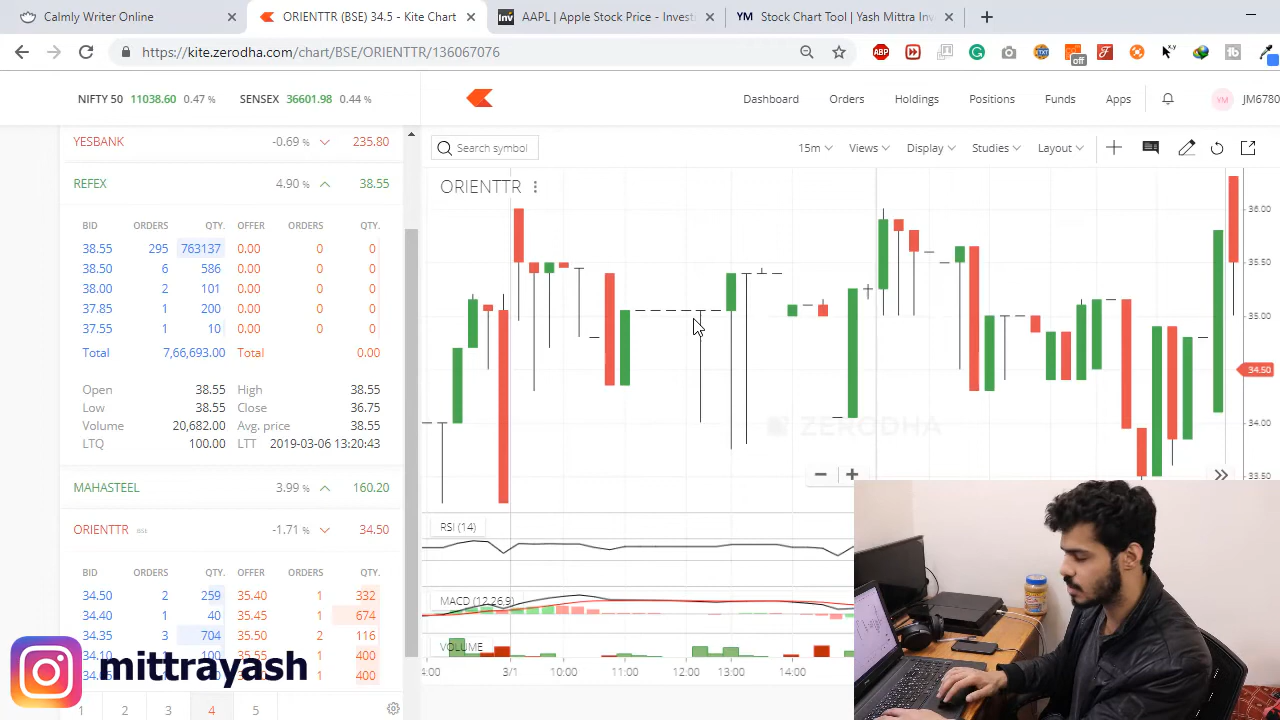 Calmly Writer Online
ORIENTTR (BSE) 34.5 - Kite Chart
AAPL | Apple Stock Price - Investi
Stock Chart Tool | Yash Mittra Inv
https://kite.zerodha.com/chart/BSE/ORIENTTR/136067076
NIFTY 50 11038.60 0.47 % SENSEX 36601.98 0.44 %
Dashboard Orders Holdings Positions Funds Apps YM JM6780
YESBANK -0.69 % 235.80
REFEX 4.90 % 38.55
BID ORDERS QTY. OFFER ORDERS QTY.
38.55 295 763137 0.00 0 0
38.50 6 586 0.00 0 0
38.00 2 101 0.00 0 0
37.85 1 200 0.00 0 0
37.55 1 10 0.00 0 0
Total 7,66,693.00 Total 0.00
Open 38.55 High 38.55
Low 38.55 Close 36.75
Volume 20,682.00 Avg. price 38.55
LTQ 100.00 LTT 2019-03-06 13:20:43
MAHASTEEL 3.99 % 160.20
ORIENTTR BSE -1.71 % 34.50
BID ORDERS QTY. OFFER ORDERS QTY.
34.50 2 259 35.40 1 332
34.40 1 40 35.45 1 674
34.35 3 704 35.50 2 116
34.10 1 100 35.55 1 400
1 400
1 2 3 4 5
mittrayash
Search symbol
15m Views Display Studies Layout
ORIENTTR
36.00
35.50
35.00
34.50
34.00
33.50
ZERODHA
RSI (14)
MACD (12,26,9)
VOLUME
3/1 10:00 11:00 12:00 13:00 14:00